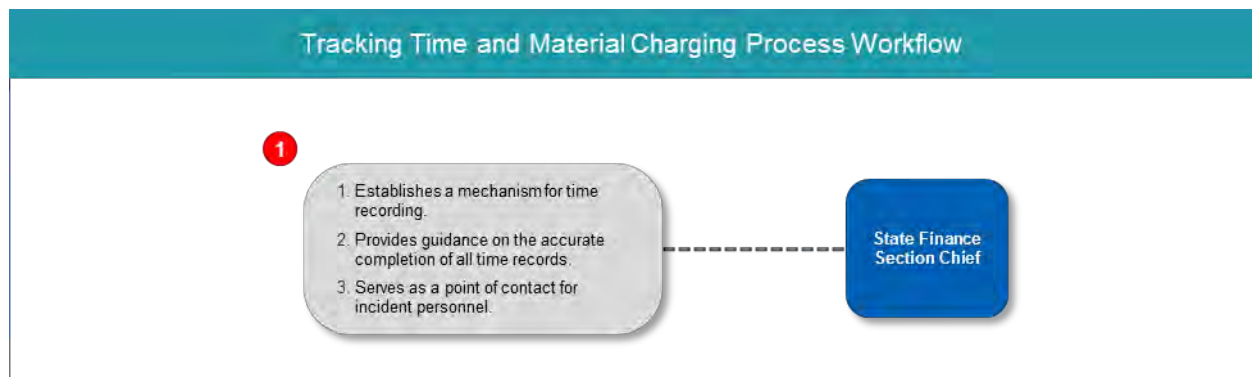 Tracking Time and Material Charging Process Workflow
1
1. Establishes a mechanism for time
recording.
2. Provides guidance on the accurate
completion of all time records.
3. Serves as a point of contact for
incident personnel.
State Finance
Section Chief